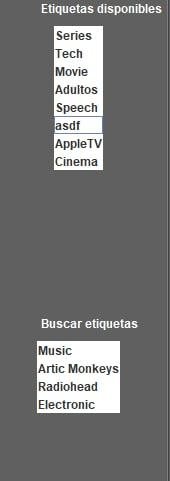 Etiquetas disponibles
Series
Tech
Movie
Adultos
Speech
asdf
AppleTV
Cinema
Buscar etiquetas
Music
Artic Monkeys
Radiohead
Electronic